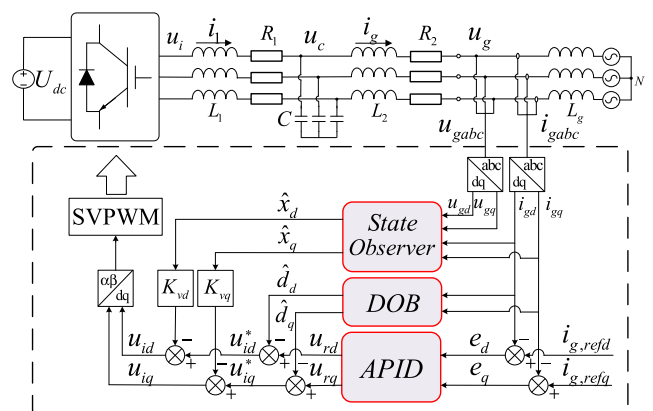 u_i i_1 R_1 u_c i_g R_2 u_g
U_dc
N
L_1 C L_2 L_g
u_gabc i_gabc
abc dq abc dq
SVPWM
x̂_d State Observer u_gd u_gq i_gd i_gq
x̂_q
αβ dq K_vd K_vq
d̂_d DOB
d̂_q
u_id − + u_id^* − + u_rd APID e_d − + i_g,refd
u_iq − + u_iq^* − + u_rq e_q − + i_g,refq